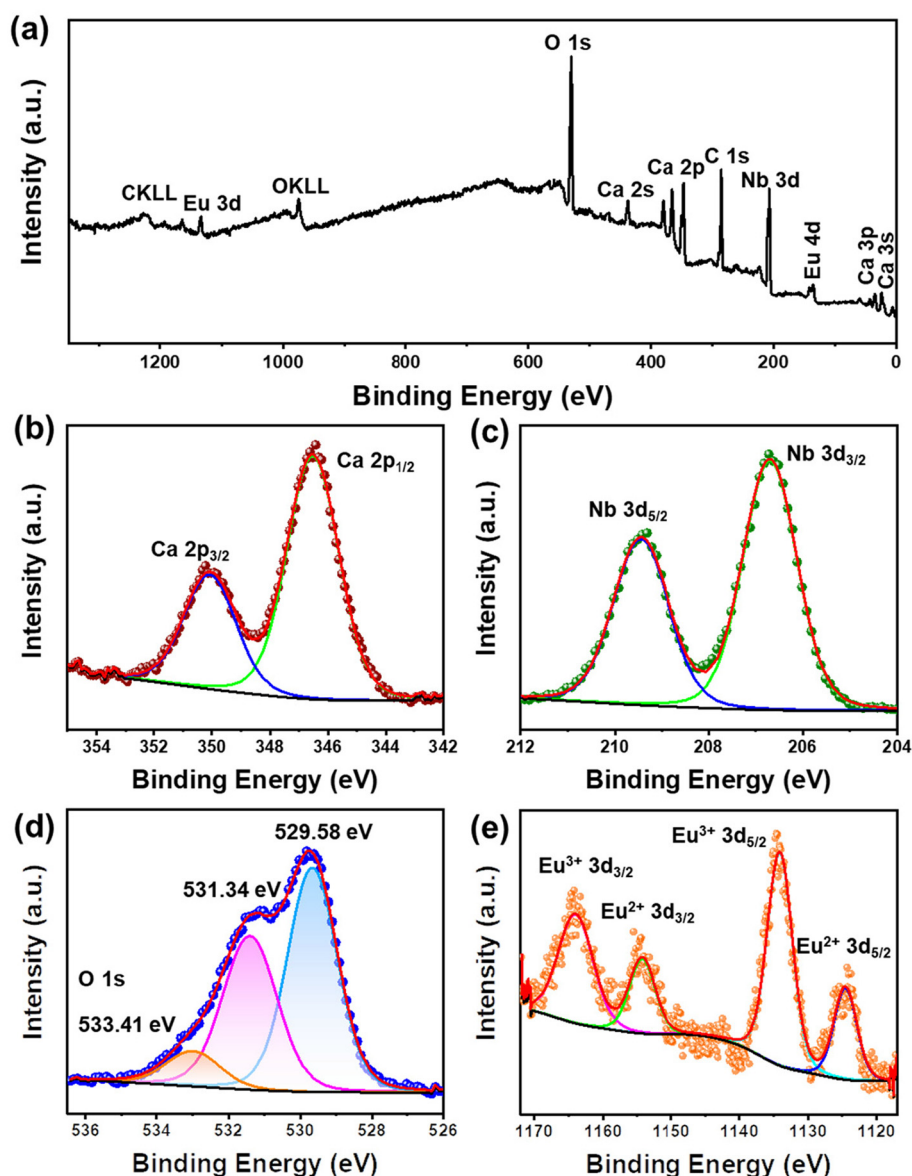 (a)
O 1s
CKLL
Eu 3d
OKLL
Ca 2s
Ca 2p
C 1s
Nb 3d
Eu 4d
Ca 3p
Ca 3s
Intensity (a.u.)
1200 1000 800 600 400 200 0
Binding Energy (eV)
(b)
Ca 2p1/2
Ca 2p3/2
Intensity (a.u.)
354 352 350 348 346 344 342
Binding Energy (eV)
(c)
Nb 3d3/2
Nb 3d5/2
Intensity (a.u.)
212 210 208 206 204
Binding Energy (eV)
(d)
529.58 eV
531.34 eV
O 1s
533.41 eV
Intensity (a.u.)
536 534 532 530 528 526
Binding Energy (eV)
(e)
Eu3+ 3d5/2
Eu3+ 3d3/2
Eu2+ 3d3/2
Eu2+ 3d5/2
Intensity (a.u.)
1170 1160 1150 1140 1130 1120
Binding Energy (eV)